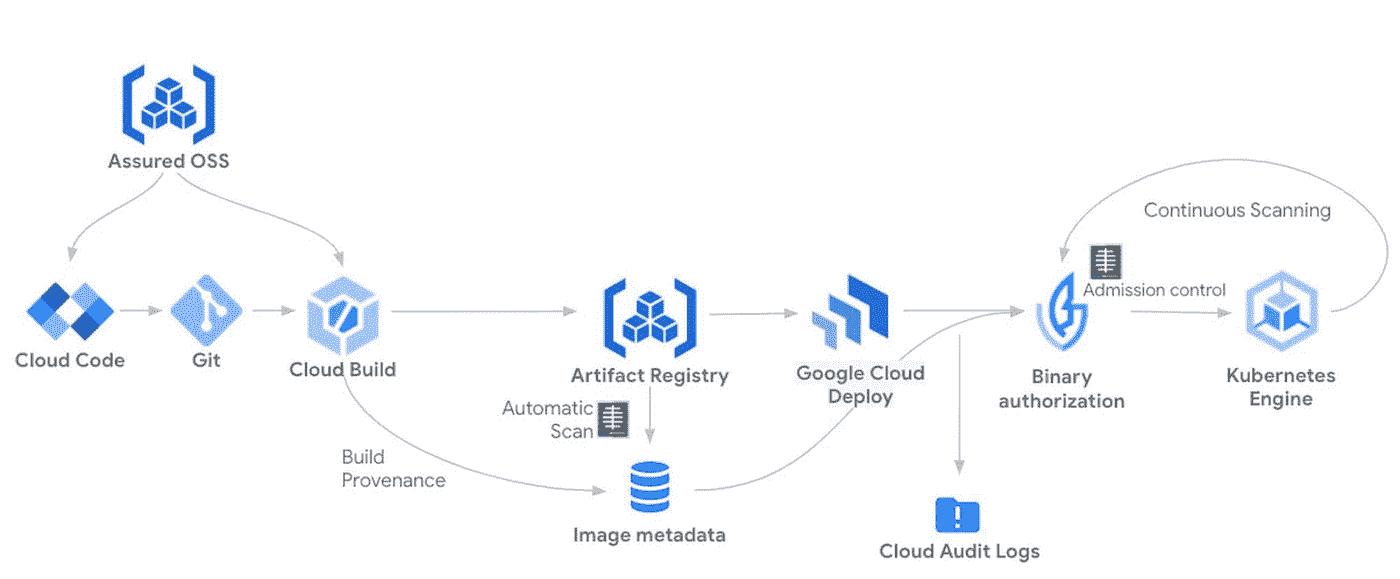 Assured OSS
Continuous Scanning
Admission control
Cloud Code
Git
Cloud Build
Artifact Registry
Google Cloud
Deploy
Binary
authorization
Kubernetes
Engine
Automatic
Scan
Build
Provenance
Image metadata
Cloud Audit Logs